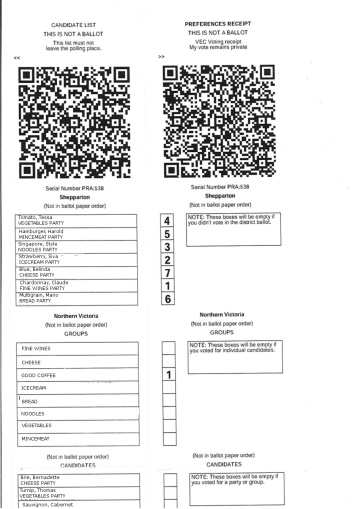 CANDIDATE LIST
THIS IS NOT A BALLOT
This list must not
leave the polling place.
<<
Serial Number PRA:538
Shepparton
(Not in ballot paper order)
Tomato, Tessa
VEGETABLES PARTY
Hamburger, Harold
MINCEMEAT PARTY
Singapore, Stzie
NOODLES PARTY
Strawberry, Siva
ICECREAM PARTY
Blue, Belinda
CHEESE PARTY
Chardonnay, Claude
FINE WINES PARTY
Multigrain, Mario
BREAD PARTY
Northern Victoria
(Not in ballot paper order)
GROUPS
FINE WINES
CHEESE
GOOD COFFEE
ICECREAM
BREAD
NOODLES
VEGETABLES
MINCEMEAT
(Not in ballot paper order)
CANDIDATES
Brie, Bernadette
CHEESE PARTY
Turnip, Thomas
VEGETABLES PARTY
Sauvignon, Cabernet
PREFERENCES RECEIPT
THIS IS NOT A BALLOT
VEC Voting receipt
My vote remains private
>>
Serial Number PRA:538
Shepparton
(Not in ballot paper order)
4
5
3
2
7
1
6
NOTE: These boxes will be empty if
you didn't vote in the district ballot.
Northern Victoria
(Not in ballot paper order)
GROUPS
1
NOTE: These boxes will be empty if
you voted for individual candidates.
(Not in ballot paper order)
CANDIDATES
NOTE: These boxes will be empty if
you voted for a party or group.